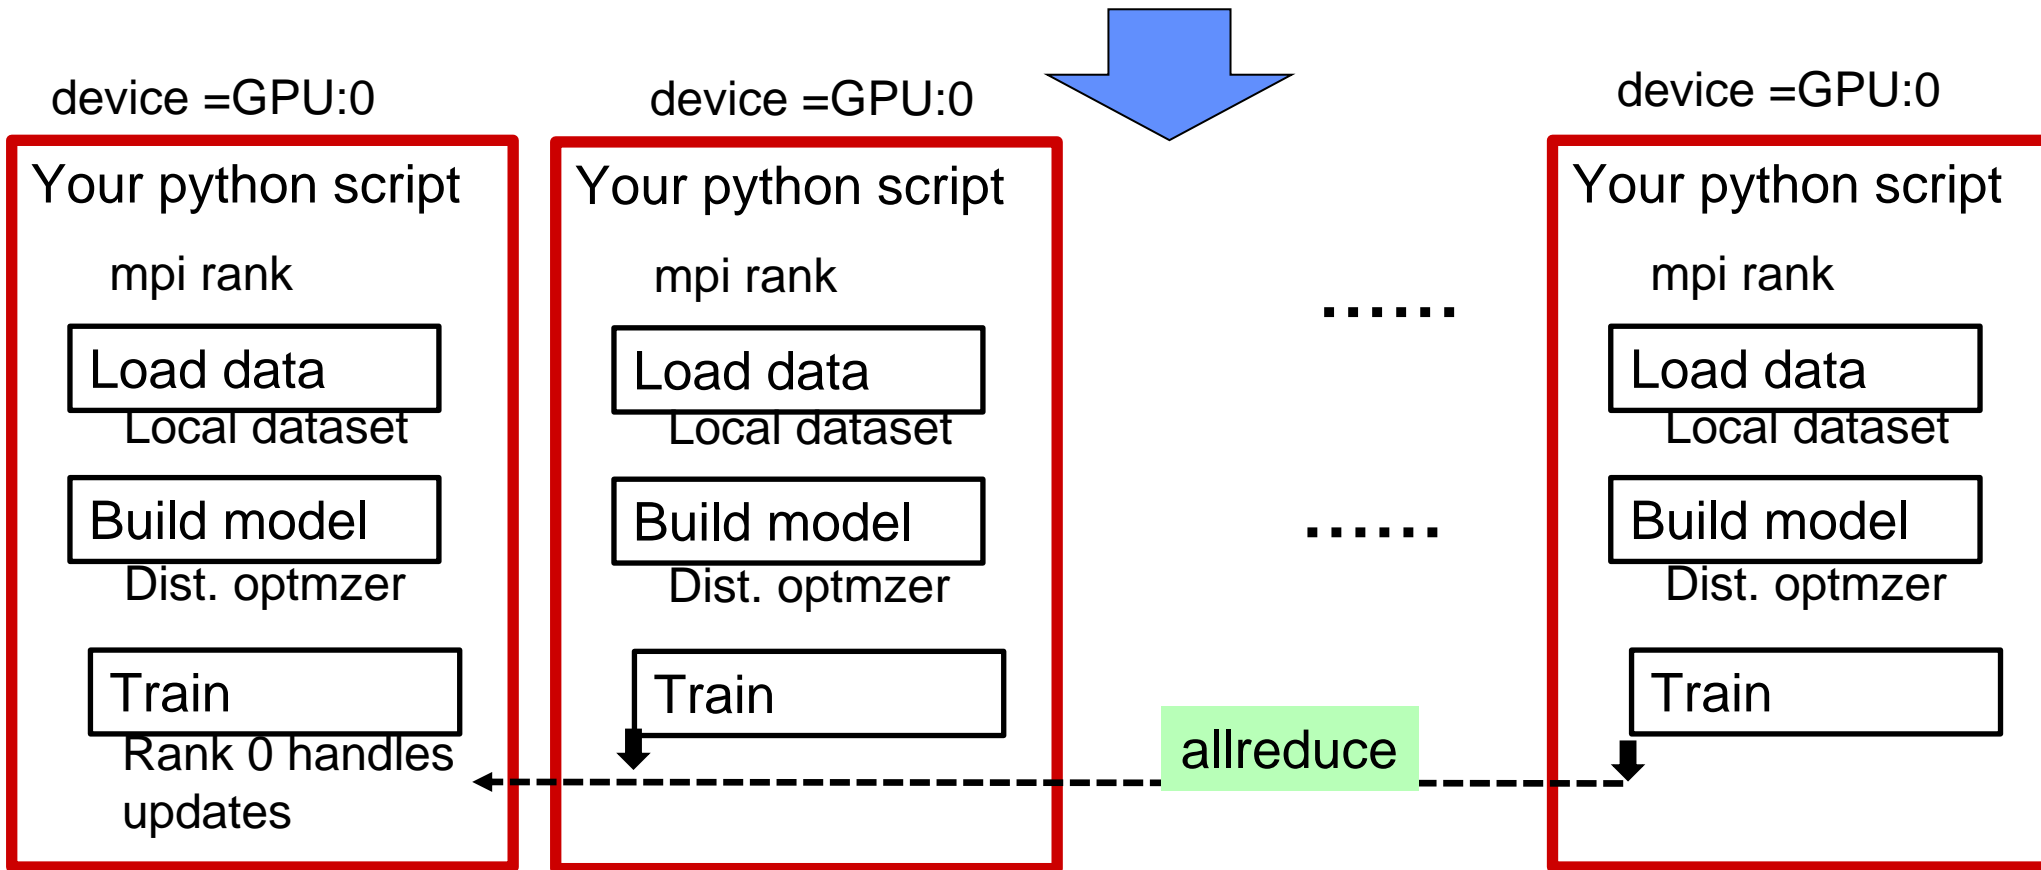 device =GPU:0
Your python script
mpi rank
Load data
Local dataset
Build model
Dist. optmzer
Train
Rank 0 handles
updates
device =GPU:0
Your python script
mpi rank
Load data
Local dataset
Build model
Dist. optmzer
Train
......
......
allreduce
device =GPU:0
Your python script
mpi rank
Load data
Local dataset
Build model
Dist. optmzer
Train